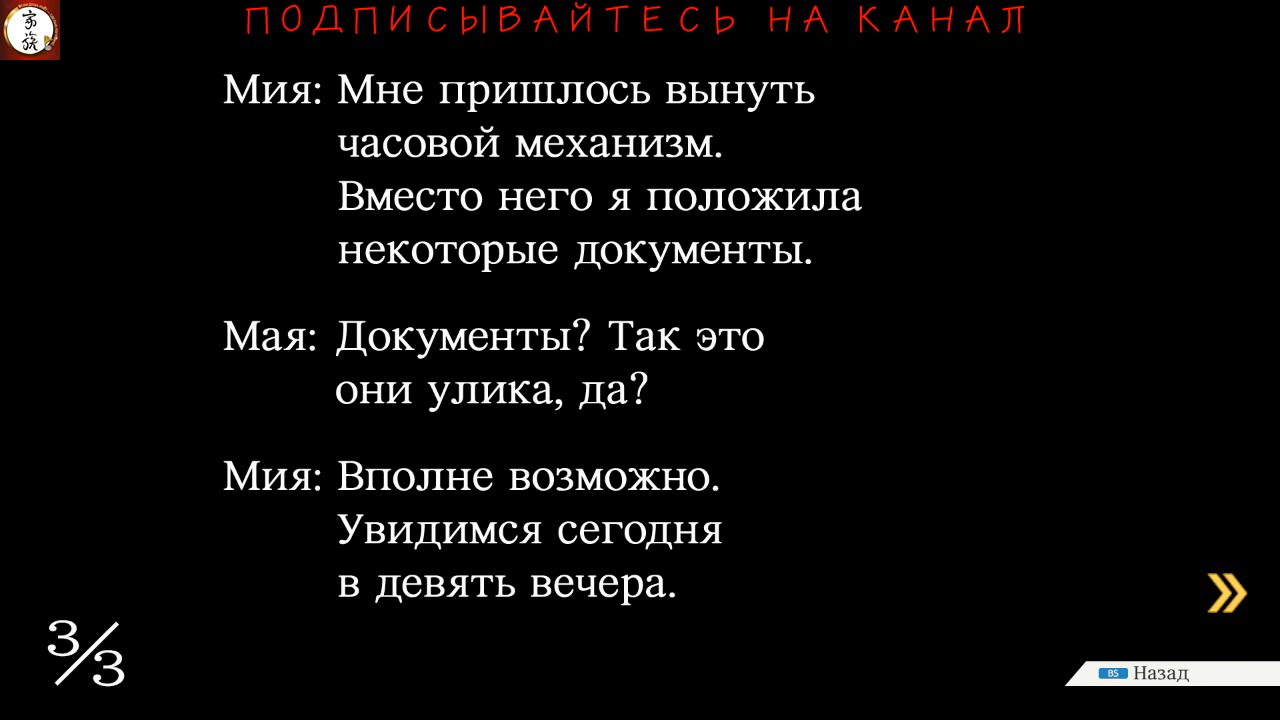 ПОДПИСЫВАЙТЕСЬ НА КАНАЛ
Мия: Мне пришлось вынуть
часовой механизм.
Вместо него я положила
некоторые документы.
Мая: Документы? Так это
они улика, да?
Мия: Вполне возможно.
Увидимся сегодня
в девять вечера.
3/3
BS Назад